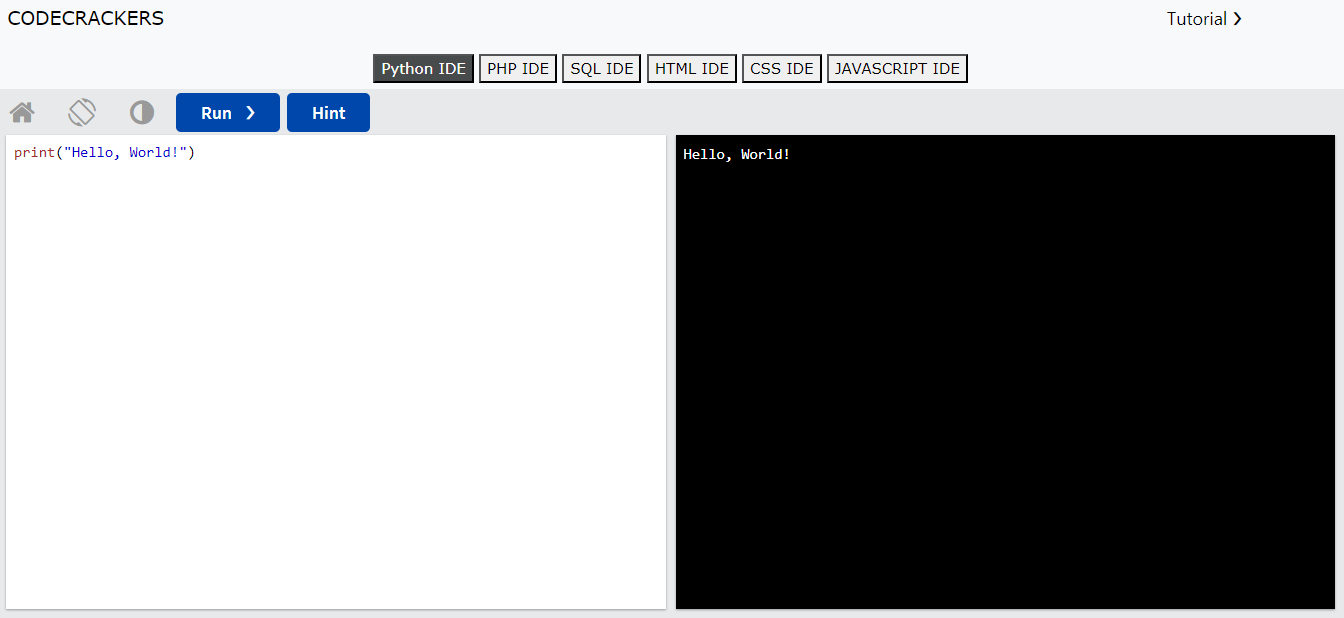 CODECRACKERS
Tutorial ❯
Python IDE PHP IDE SQL IDE HTML IDE CSS IDE JAVASCRIPT IDE
Run ❯ Hint
print("Hello, World!")
Hello, World!